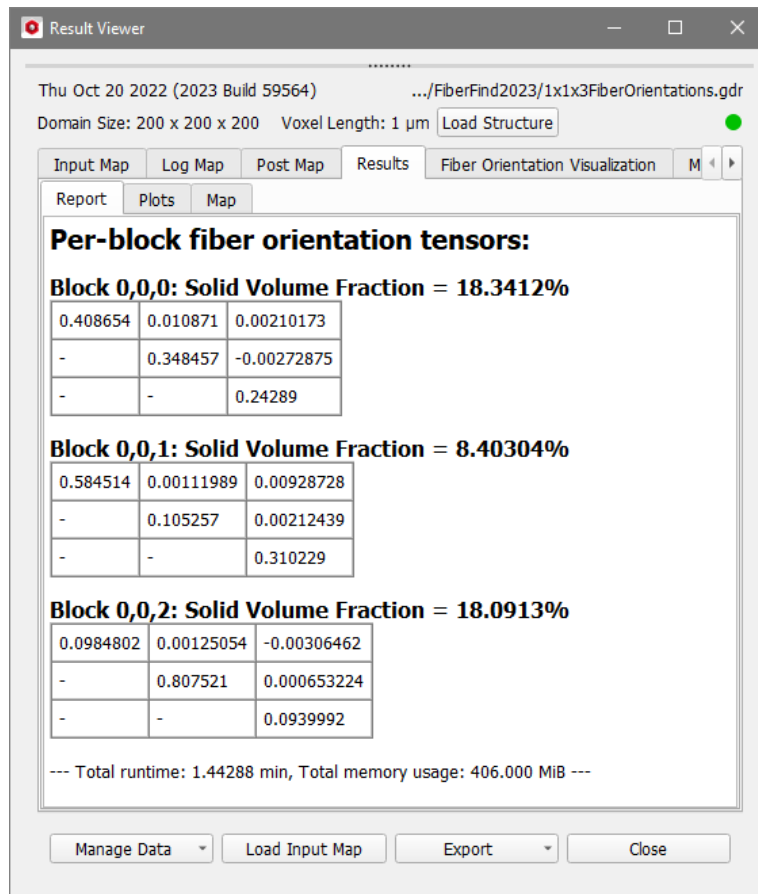 Result Viewer
Thu Oct 20 2022 (2023 Build 59564) .../FiberFind2023/1x1x3FiberOrientations.gdr
Domain Size: 200 x 200 x 200 Voxel Length: 1 µm Load Structure
Input Map Log Map Post Map Results Fiber Orientation Visualization M
Report Plots Map
Per-block fiber orientation tensors:
Block 0,0,0: Solid Volume Fraction = 18.3412%
0.408654 0.010871 0.00210173
- 0.348457 -0.00272875
- - 0.24289
Block 0,0,1: Solid Volume Fraction = 8.40304%
0.584514 0.00111989 0.00928728
- 0.105257 0.00212439
- - 0.310229
Block 0,0,2: Solid Volume Fraction = 18.0913%
0.0984802 0.00125054 -0.00306462
- 0.807521 0.000653224
- - 0.0939992
--- Total runtime: 1.44288 min, Total memory usage: 406.000 MiB ---
Manage Data Load Input Map Export Close